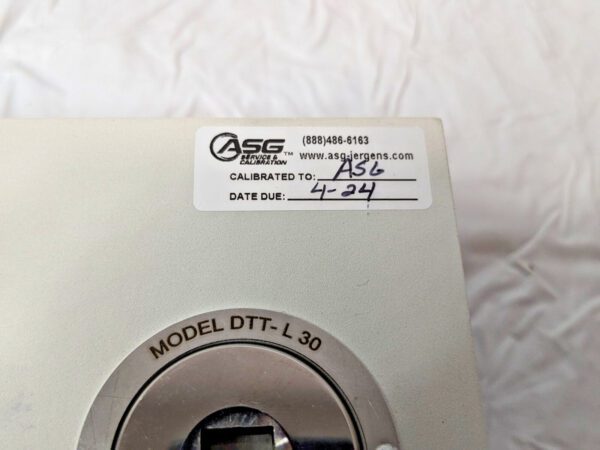 ASG
SERVICE &
CALIBRATION™
(888)486-6163
www.asg-jergens.com
CALIBRATED TO: ASG
DATE DUE: 4-24
MODEL DTT- L 30